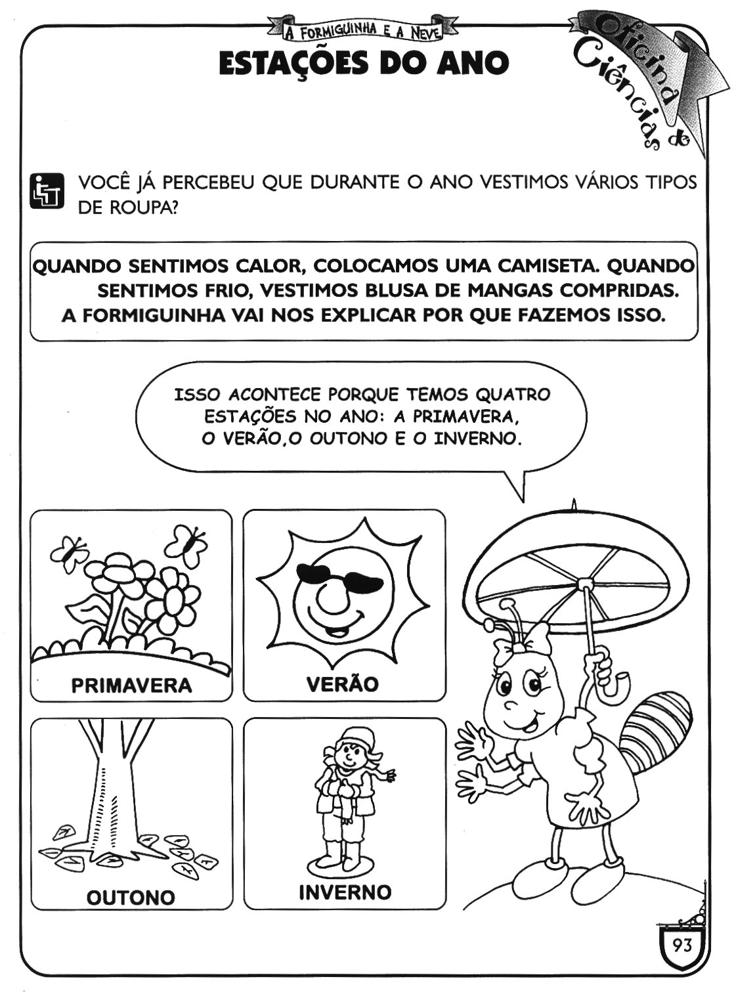 A FORMIGUINHA E A NEVE
ESTAÇÕES DO ANO
Oficina de Ciências
VOCÊ JÁ PERCEBEU QUE DURANTE O ANO VESTIMOS VÁRIOS TIPOS
DE ROUPA?
QUANDO SENTIMOS CALOR, COLOCAMOS UMA CAMISETA. QUANDO
SENTIMOS FRIO, VESTIMOS BLUSA DE MANGAS COMPRIDAS.
A FORMIGUINHA VAI NOS EXPLICAR POR QUE FAZEMOS ISSO.
ISSO ACONTECE PORQUE TEMOS QUATRO
ESTAÇÕES NO ANO: A PRIMAVERA,
O VERÃO,O OUTONO E O INVERNO.
PRIMAVERA
VERÃO
OUTONO
INVERNO
93